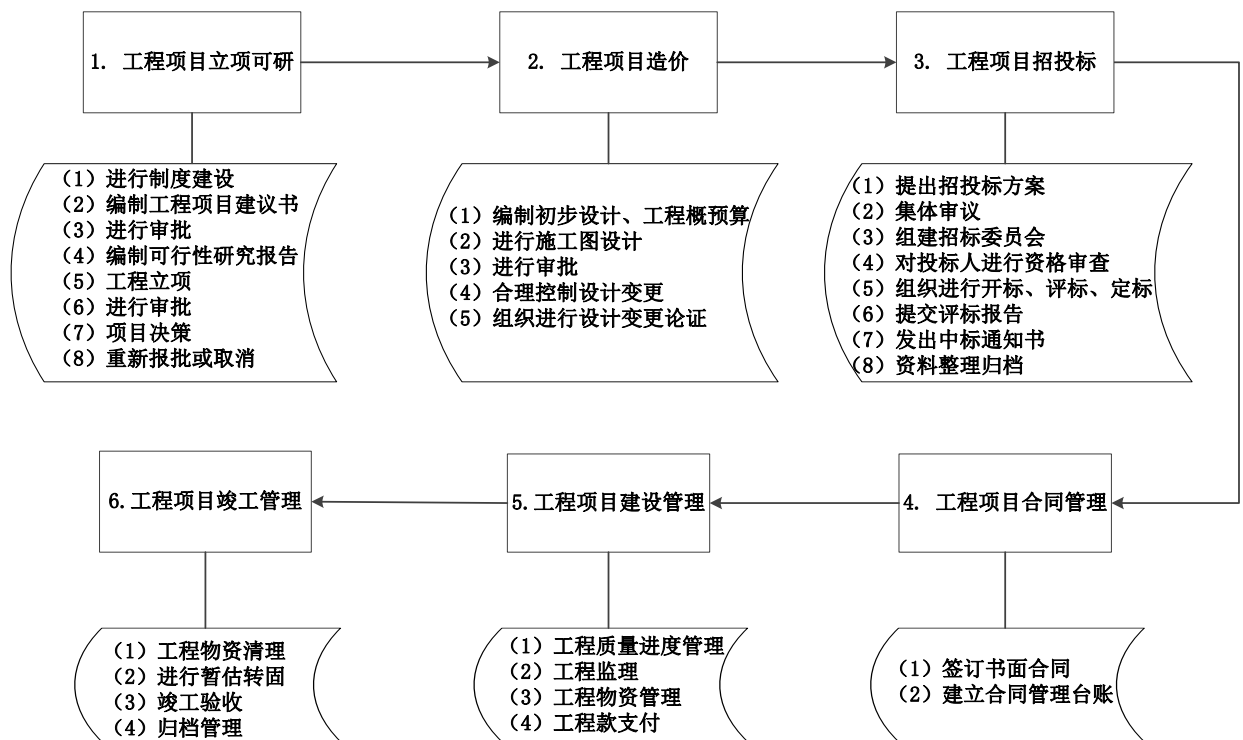 1. 工程项目立项可研
2. 工程项目造价
3. 工程项目招投标
（1）进行制度建设
（2）编制工程项目建议书
（3）进行审批
（4）编制可行性研究报告
（5）工程立项
（6）进行审批
（7）项目决策
（8）重新报批或取消
（1）编制初步设计、工程概预算
（2）进行施工图设计
（3）进行审批
（4）合理控制设计变更
（5）组织进行设计变更论证
（1）提出招投标方案
（2）集体审议
（3）组建招标委员会
（4）对投标人进行资格审查
（5）组织进行开标、评标、定标
（6）提交评标报告
（7）发出中标通知书
（8）资料整理归档
6.工程项目竣工管理
5.工程项目建设管理
4. 工程项目合同管理
（1）工程物资清理
（2）进行暂估转固
（3）竣工验收
（4）归档管理
（1）工程质量进度管理
（2）工程监理
（3）工程物资管理
（4）工程款支付
（1）签订书面合同
（2）建立合同管理台账